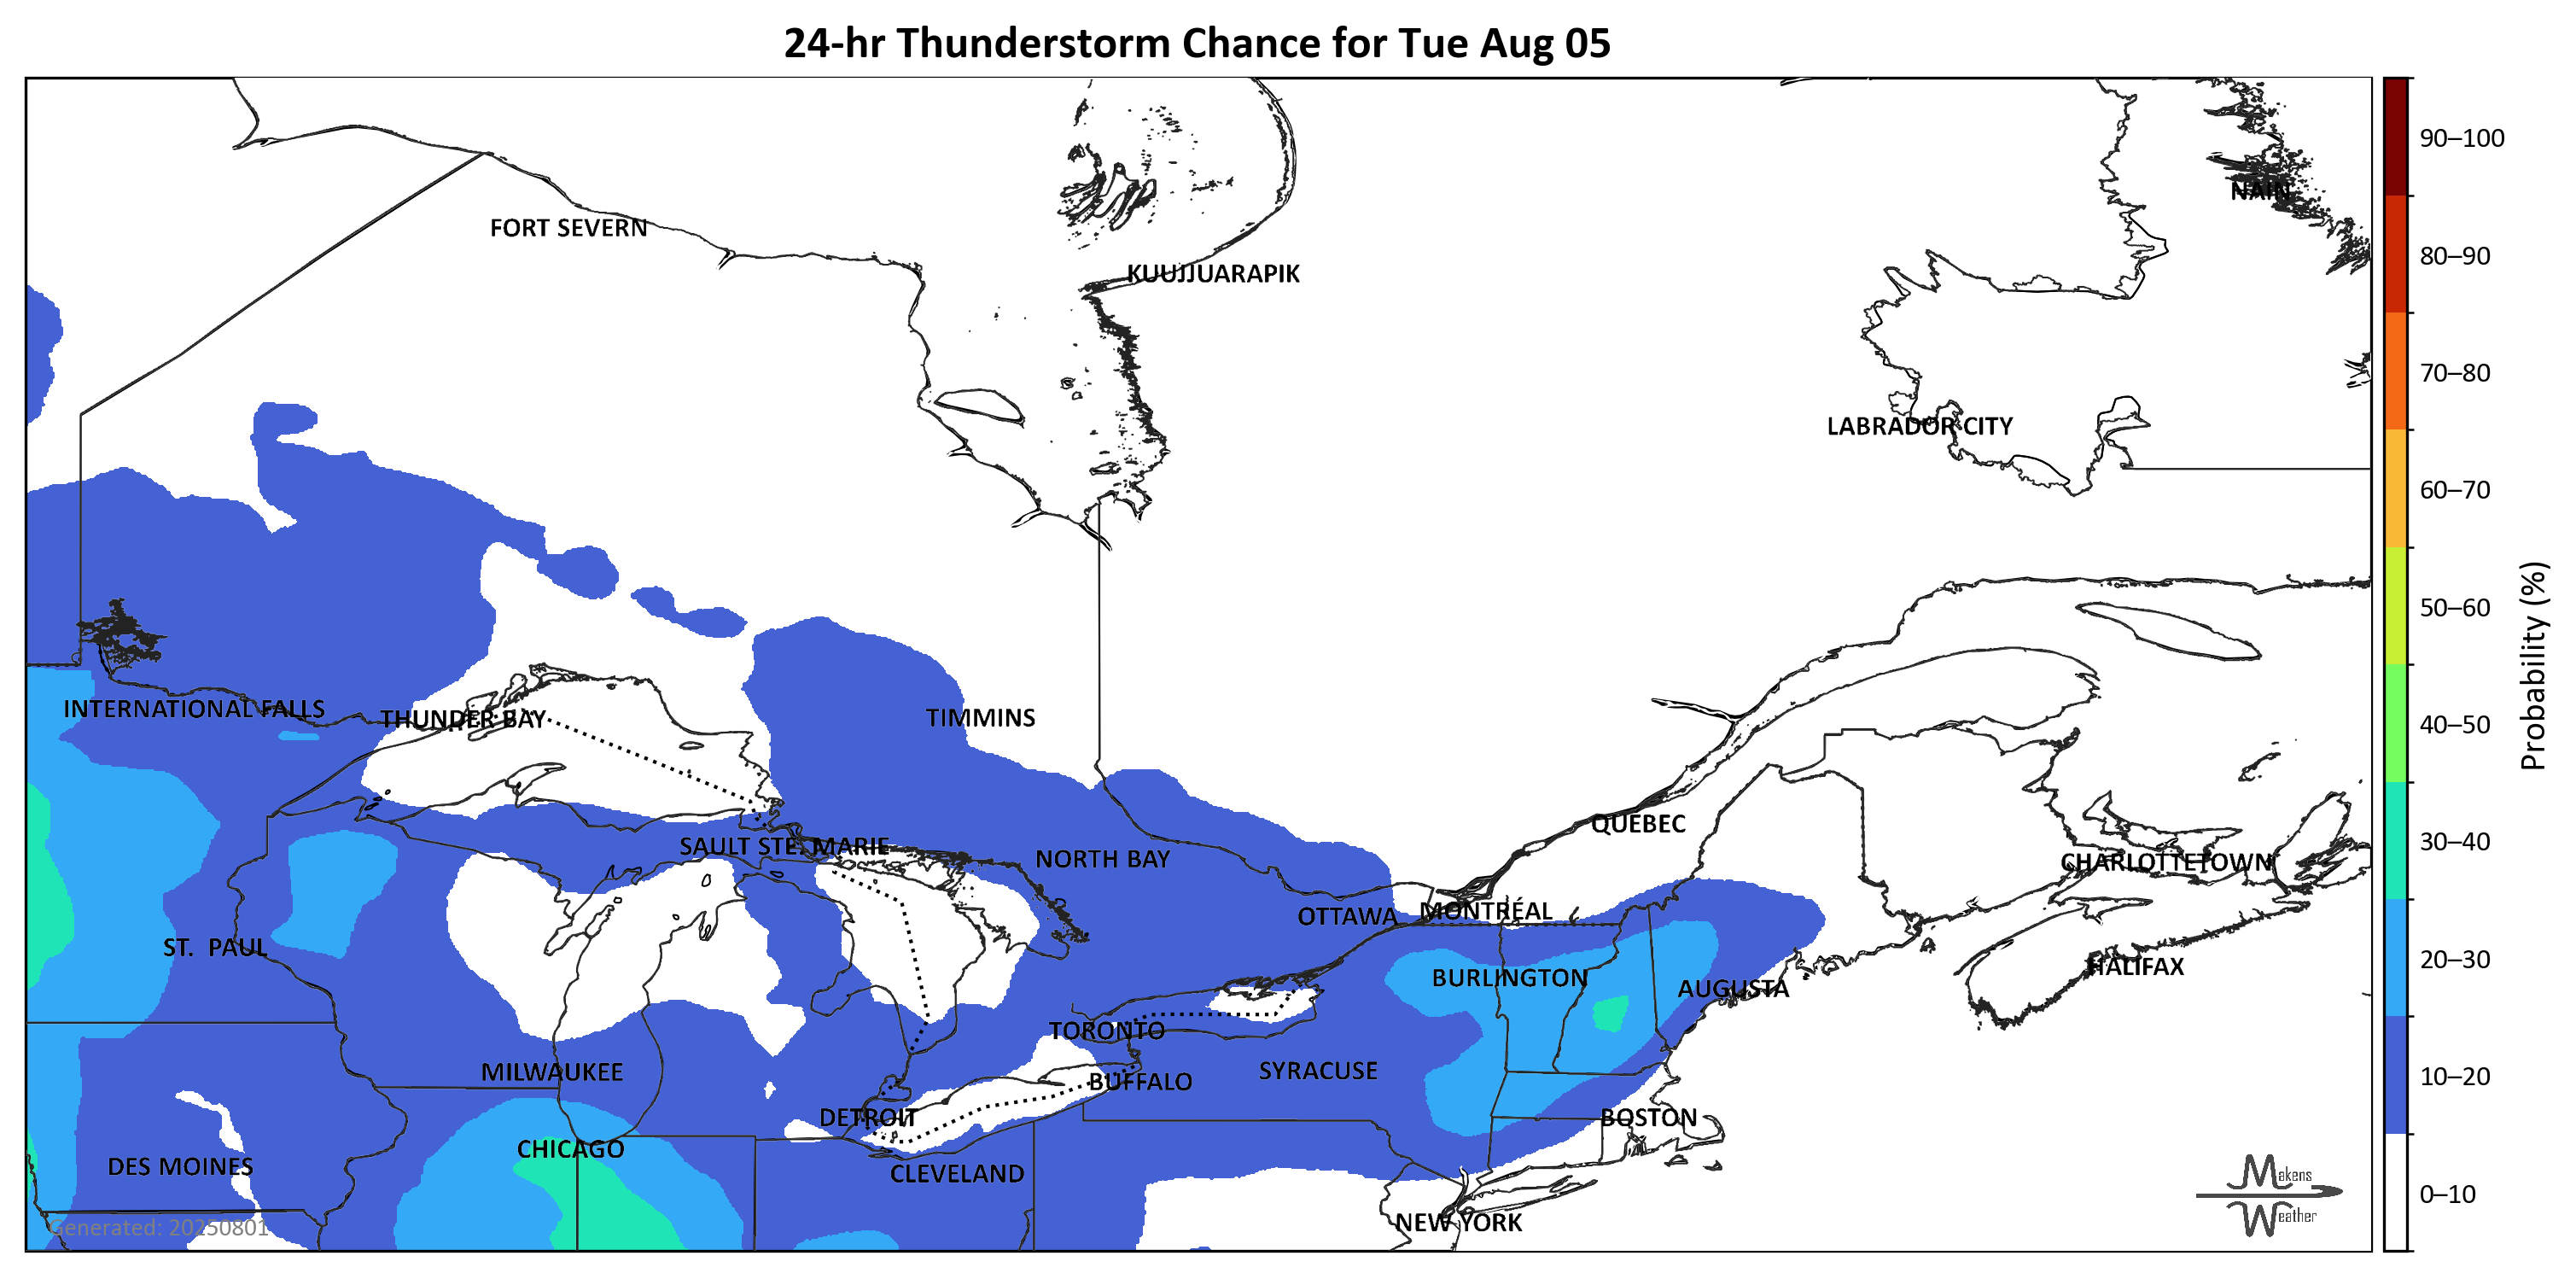 24-hr Thunderstorm Chance for Tue Aug 05
90–100
NAIN
FORT SEVERN
80–90
KUUJJUARAPIK
70–80
LABRADOR CITY
60–70
50–60
Probability (%)
INTERNATIONAL FALLS
THUNDER BAY
TIMMINS
40–50
QUEBEC
30–40
SAULT STE. MARIE
NORTH BAY
CHARLOTTETOWN
OTTAWA
MONTRÉAL
ST. PAUL
20–30
HALIFAX
BURLINGTON
AUGUSTA
TORONTO
MILWAUKEE
SYRACUSE
10–20
BUFFALO
DETROIT
BOSTON
CHICAGO
DES MOINES
CLEVELAND
Makens
Weather
0–10
NEW YORK
Generated: 20250801